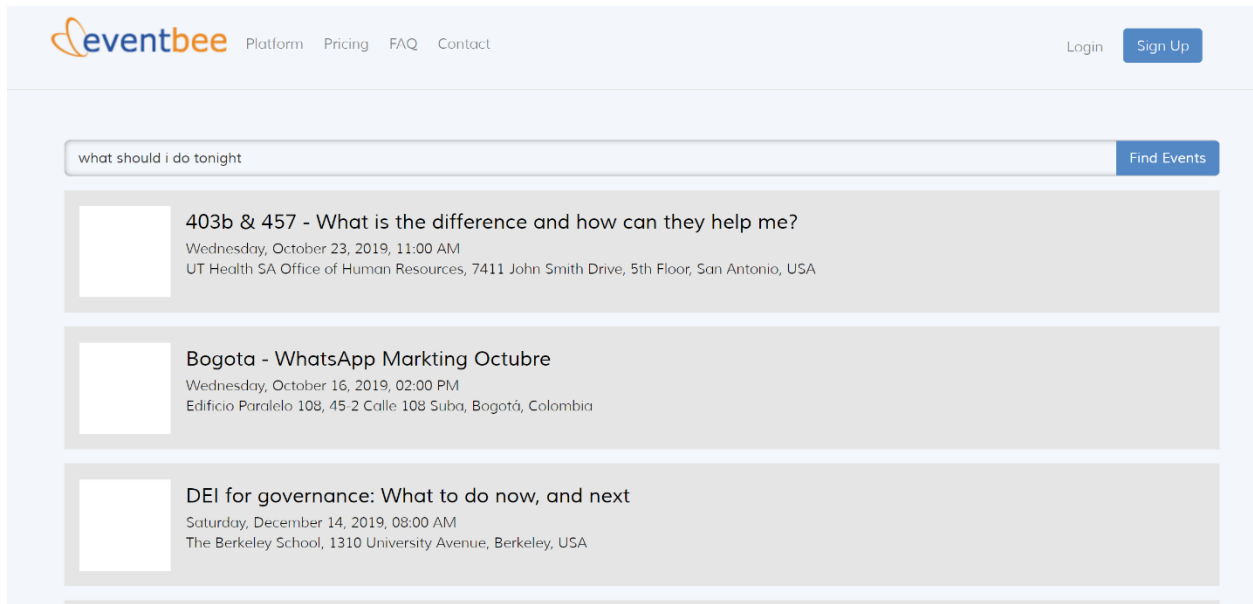 eventbee Platform Pricing FAQ Contact Login Sign Up
what should i do tonight Find Events
403b & 457 - What is the difference and how can they help me?
Wednesday, October 23, 2019, 11:00 AM
UT Health SA Office of Human Resources, 7411 John Smith Drive, 5th Floor, San Antonio, USA
Bogota - WhatsApp Markting Octubre
Wednesday, October 16, 2019, 02:00 PM
Edificio Paralelo 108, 45-2 Calle 108 Suba, Bogotá, Colombia
DEI for governance: What to do now, and next
Saturday, December 14, 2019, 08:00 AM
The Berkeley School, 1310 University Avenue, Berkeley, USA